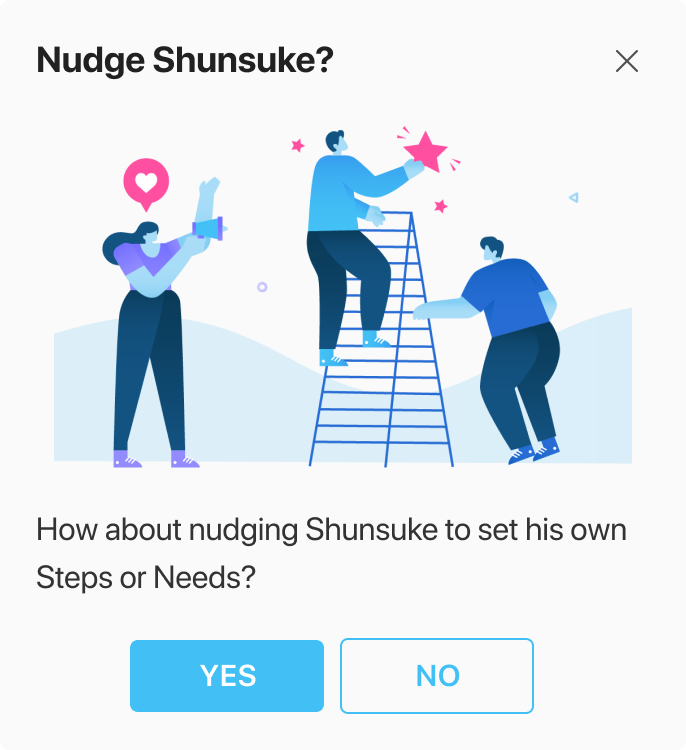 Nudge Shunsuke?
How about nudging Shunsuke to set his own
Steps or Needs?
YES
NO